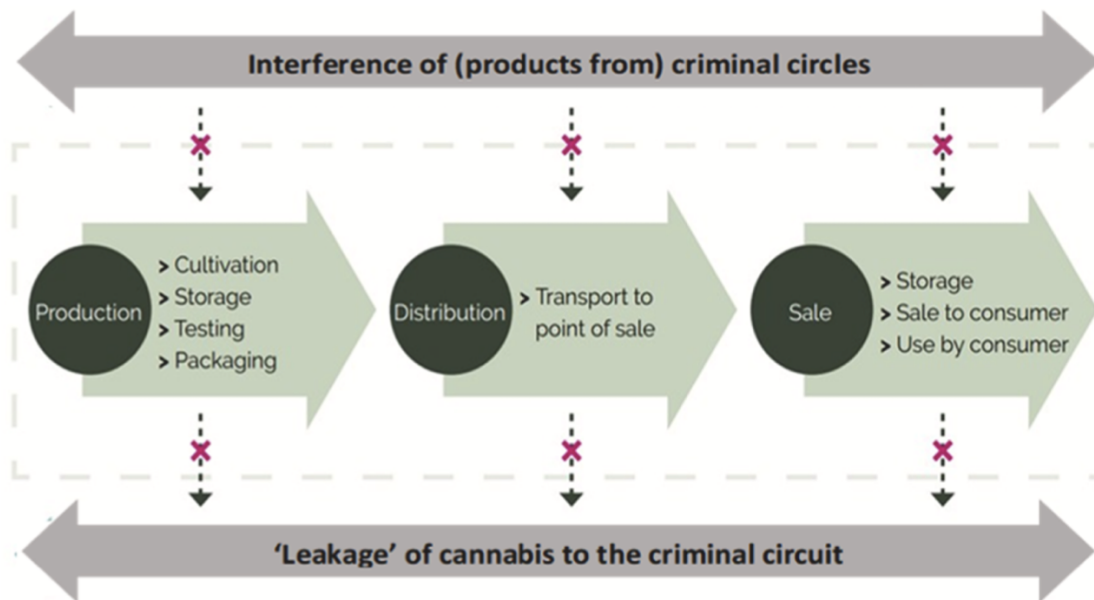 Interference of (products from) criminal circles
Production
> Cultivation
> Storage
> Testing
> Packaging
Distribution
> Transport to
point of sale
Sale
> Storage
> Sale to consumer
> Use by consumer
‘Leakage’ of cannabis to the criminal circuit